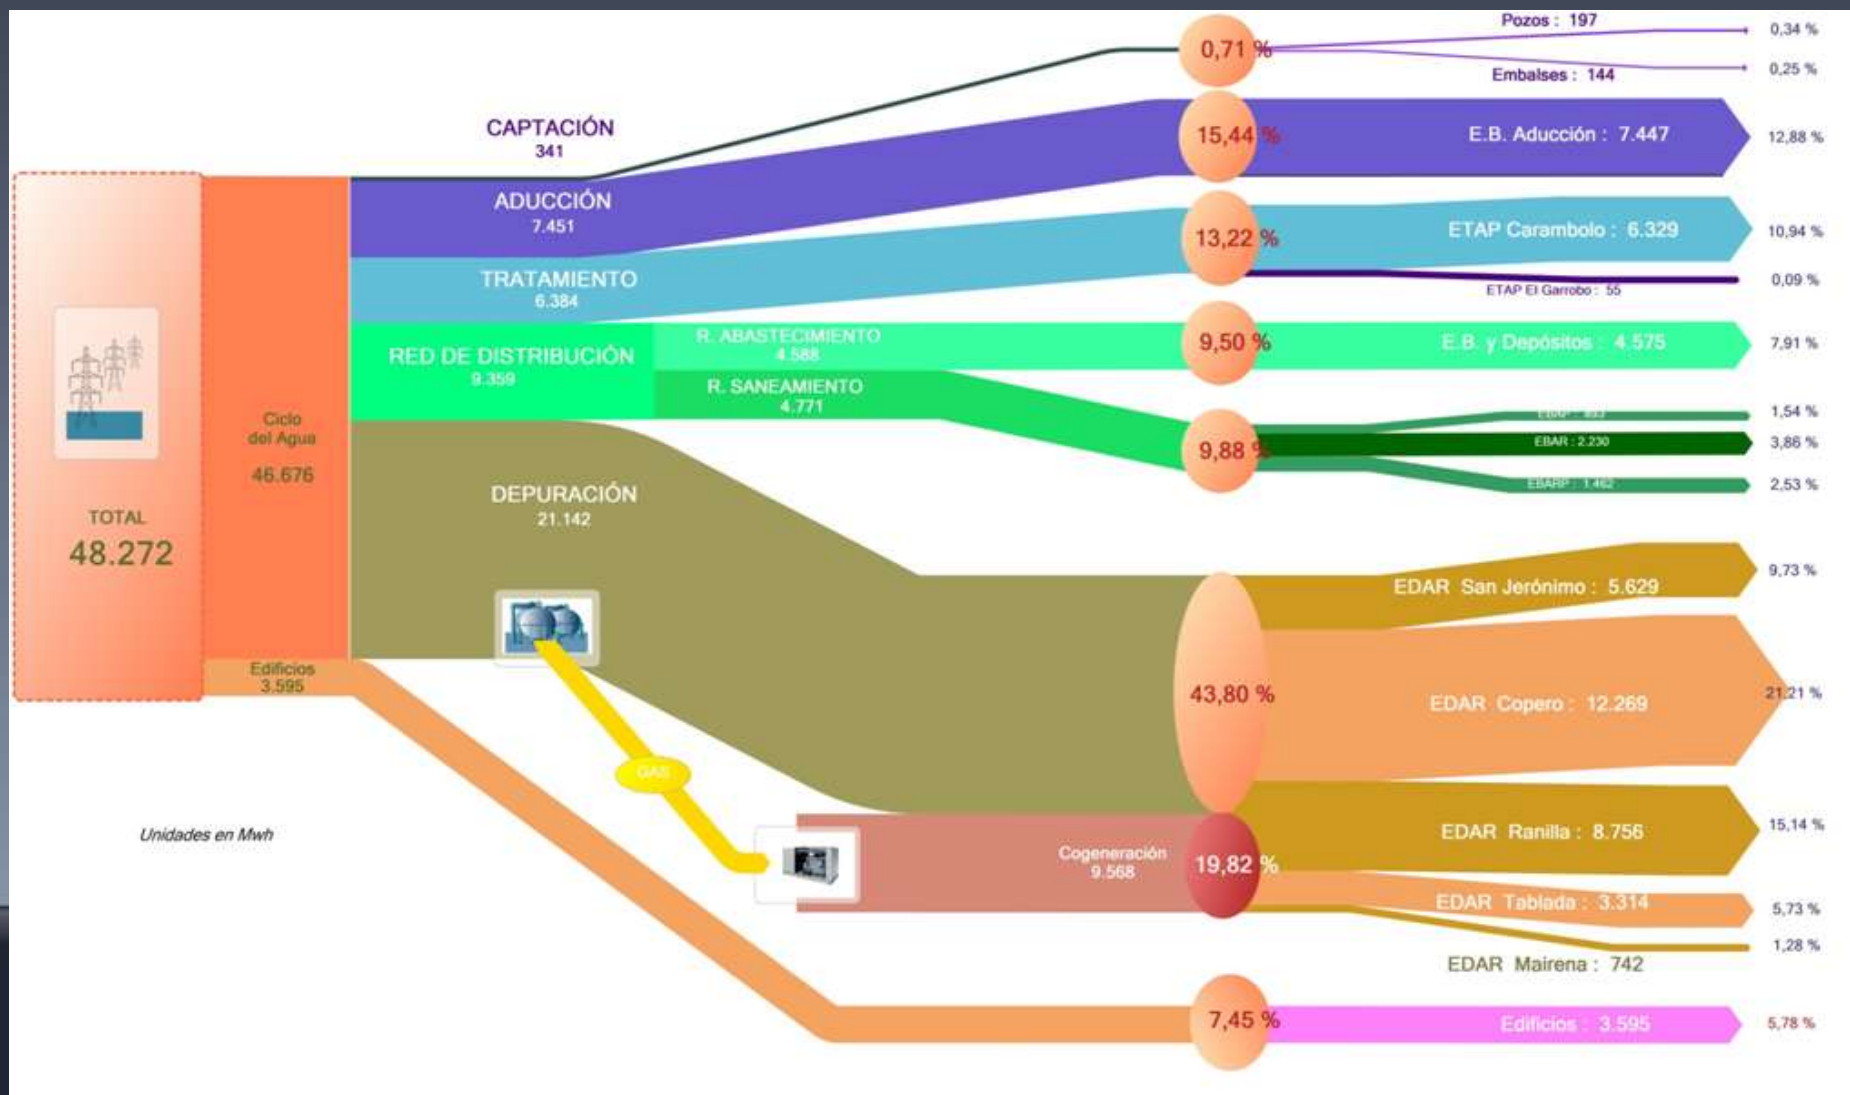 Pozos : 197
0,34 %
0,71 %
Embalses : 144
0,25 %
CAPTACIÓN
341
15,44 %
E.B. Aducción : 7.447
12,88 %
ADUCCIÓN
7.451
13,22 %
ETAP Carambolo : 6.329
10,94 %
TRATAMIENTO
6.384
ETAP El Garrobo : 55
0,09 %
RED DE DISTRIBUCIÓN
9.359
R. ABASTECIMIENTO
4.588
9,50 %
E.B. y Depósitos : 4.575
7,91 %
R. SANEAMIENTO
4.771
9,88 %
1,54 %
EBAR : 2.230
3,86 %
EBARP : 1.462
2,53 %
Ciclo
del Agua
46.676
TOTAL
48.272
DEPURACIÓN
21.142
EDAR San Jerónimo : 5.629
9,73 %
Edificios
3.595
43,80 %
EDAR Copero : 12.269
21,21 %
GAS
Unidades en Mwh
Cogeneración
9.568
19,82 %
EDAR Ranilla : 8.756
15,14 %
EDAR Tablada : 3.314
5,73 %
1,28 %
EDAR Mairena : 742
7,45 %
Edificios : 3.595
5,78 %